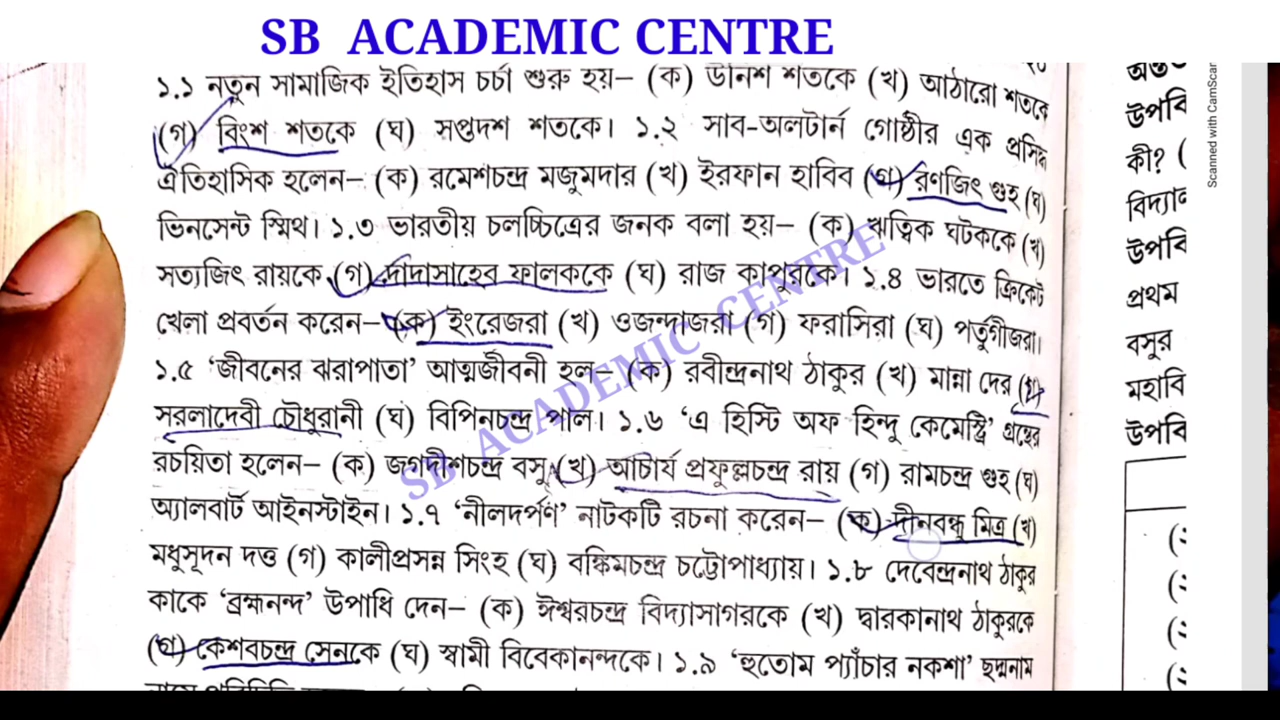 SB ACADEMIC CENTRE
১.১ নতুন সামাজিক ইতিহাস চর্চা শুরু হয়– (ক) উনিশ শতকে (খ) আঠারো শতকে
(গ) বিংশ শতকে (ঘ) সপ্তদশ শতকে। ১.২ সাব-অলটার্ন গোষ্ঠীর এক প্রসিদ্ধ
ঐতিহাসিক হলেন– (ক) রমেশচন্দ্র মজুমদার (খ) ইরফান হাবিব (গ) রণজিৎ গুহ (ঘ)
ভিনসেন্ট স্মিথ। ১.৩ ভারতীয় চলচ্চিত্রের জনক বলা হয়– (ক) ঋত্বিক ঘটককে (খ)
সত্যজিৎ রায়কে (গ) দাদাসাহেব ফালককে (ঘ) রাজ কাপুরকে। ১.৪ ভারতে ক্রিকেট
খেলা প্রবর্তন করেন– (ক) ইংরেজরা (খ) ওজন্দাজরা (গ) ফরাসিরা (ঘ) পর্তুগীজরা।
১.৫ ‘জীবনের ঝরাপাতা’ আত্মজীবনী হল– (ক) রবীন্দ্রনাথ ঠাকুর (খ) মান্না দের (গ)
সরলাদেবী চৌধুরানী (ঘ) বিপিনচন্দ্র পাল। ১.৬ ‘এ হিস্টি অফ হিন্দু কেমেস্ট্রি’ গ্রন্থের
রচয়িতা হলেন– (ক) জগদীশচন্দ্র বসু (খ) আচার্য প্রফুল্লচন্দ্র রায় (গ) রামচন্দ্র গুহ (ঘ)
অ্যালবার্ট আইনস্টাইন। ১.৭ ‘নীলদর্পণ’ নাটকটি রচনা করেন– (ক) দীনবন্ধু মিত্র (খ)
মধুসূদন দত্ত (গ) কালীপ্রসন্ন সিংহ (ঘ) বঙ্কিমচন্দ্র চট্টোপাধ্যায়। ১.৮ দেবেন্দ্রনাথ ঠাকুর
কাকে ‘ব্রহ্মনন্দ’ উপাধি দেন– (ক) ঈশ্বরচন্দ্র বিদ্যাসাগরকে (খ) দ্বারকানাথ ঠাকুরকে
(গ) কেশবচন্দ্র সেনকে (ঘ) স্বামী বিবেকানন্দকে। ১.৯ ‘হুতোম প্যাঁচার নকশা’ ছদ্মনাম
SB ACADEMIC CENTRE
উপবি
কী? (
উপবি
প্রথম
বসুর
মহাবি
উপবি
Scanned with CamScar